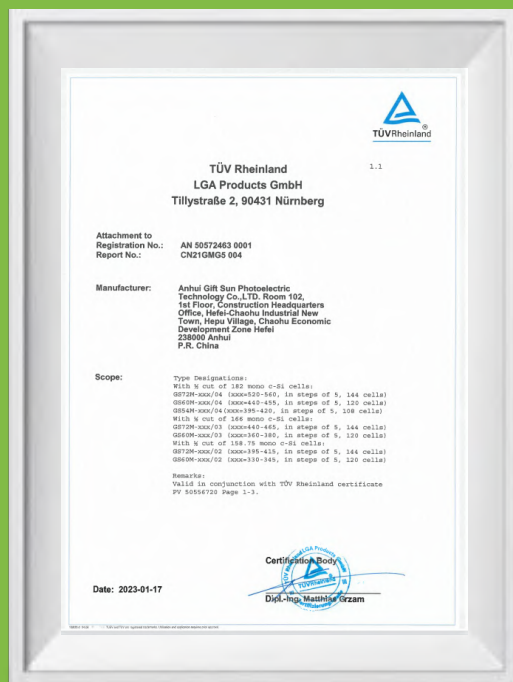 TÜVRheinland ®
1.1
TÜV Rheinland
LGA Products GmbH
Tillystraße 2, 90431 Nürnberg
Attachment to
Registration No.: AN 50572463 0001
Report No.: CN21GMG5 004
Manufacturer: Anhui Gift Sun Photoelectric
Technology Co.,LTD. Room 102,
1st Floor, Construction Headquarters
Office, Hefei-Chaohu Industrial New
Town, Hepu Village, Chaohu Economic
Development Zone Hefei
238000 Anhui
P.R. China
Scope: Type Designations:
With ½ cut of 182 mono c-Si cells:
GS72M-xxx/04 (xxx=520-560, in steps of 5, 144 cells)
GS60M-xxx/04 (xxx=440-455, in steps of 5, 120 cells)
GS54M-xxx/04(xxx=395-420, in steps of 5, 108 cells)
With ½ cut of 166 mono c-Si cells:
GS72M-xxx/03 (xxx=440-465, in steps of 5, 144 cells)
GS60M-xxx/03 (xxx=360-380, in steps of 5, 120 cells)
With ½ cut of 158.75 mono c-Si cells:
GS72M-xxx/02 (xxx=395-415, in steps of 5, 144 cells)
GS60M-xxx/02 (xxx=330-345, in steps of 5, 120 cells)
Remarks:
Valid in conjunction with TÜV Rheinland certificate
PV 50556720 Page 1-3.
Certification Body
TÜVRheinland
Date: 2023-01-17
Dipl.-Ing. Matthias Grzam